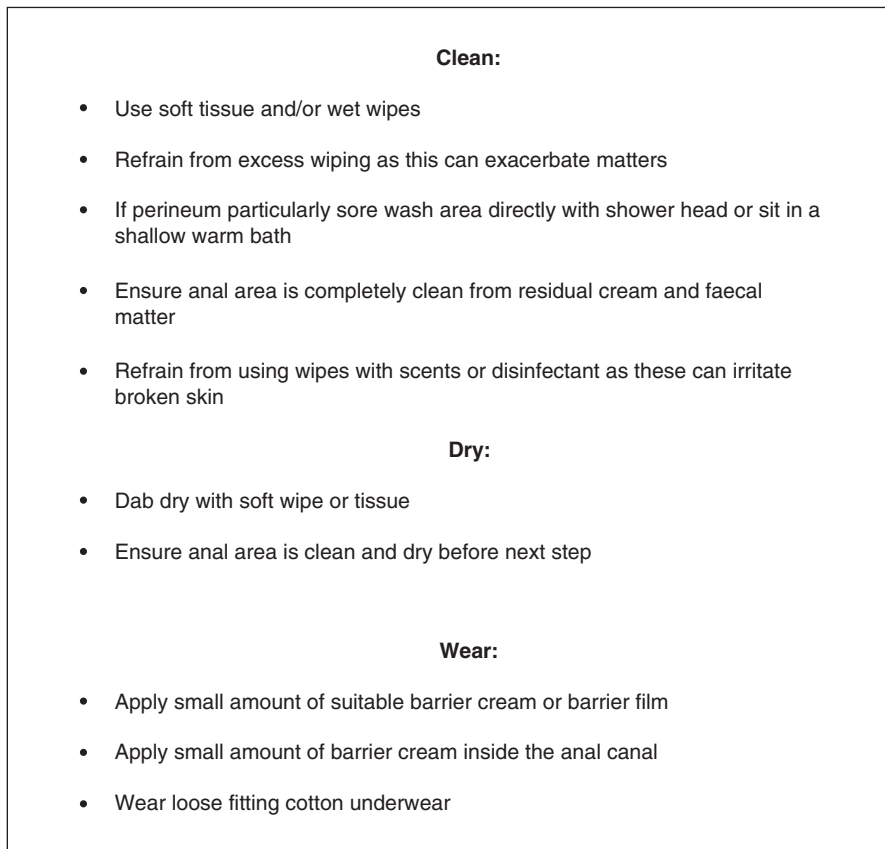 Clean:
• Use soft tissue and/or wet wipes
• Refrain from excess wiping as this can exacerbate matters
• If perineum particularly sore wash area directly with shower head or sit in a
shallow warm bath
• Ensure anal area is completely clean from residual cream and faecal
matter
• Refrain from using wipes with scents or disinfectant as these can irritate
broken skin
Dry:
• Dab dry with soft wipe or tissue
• Ensure anal area is clean and dry before next step
Wear:
• Apply small amount of suitable barrier cream or barrier film
• Apply small amount of barrier cream inside the anal canal
• Wear loose fitting cotton underwear